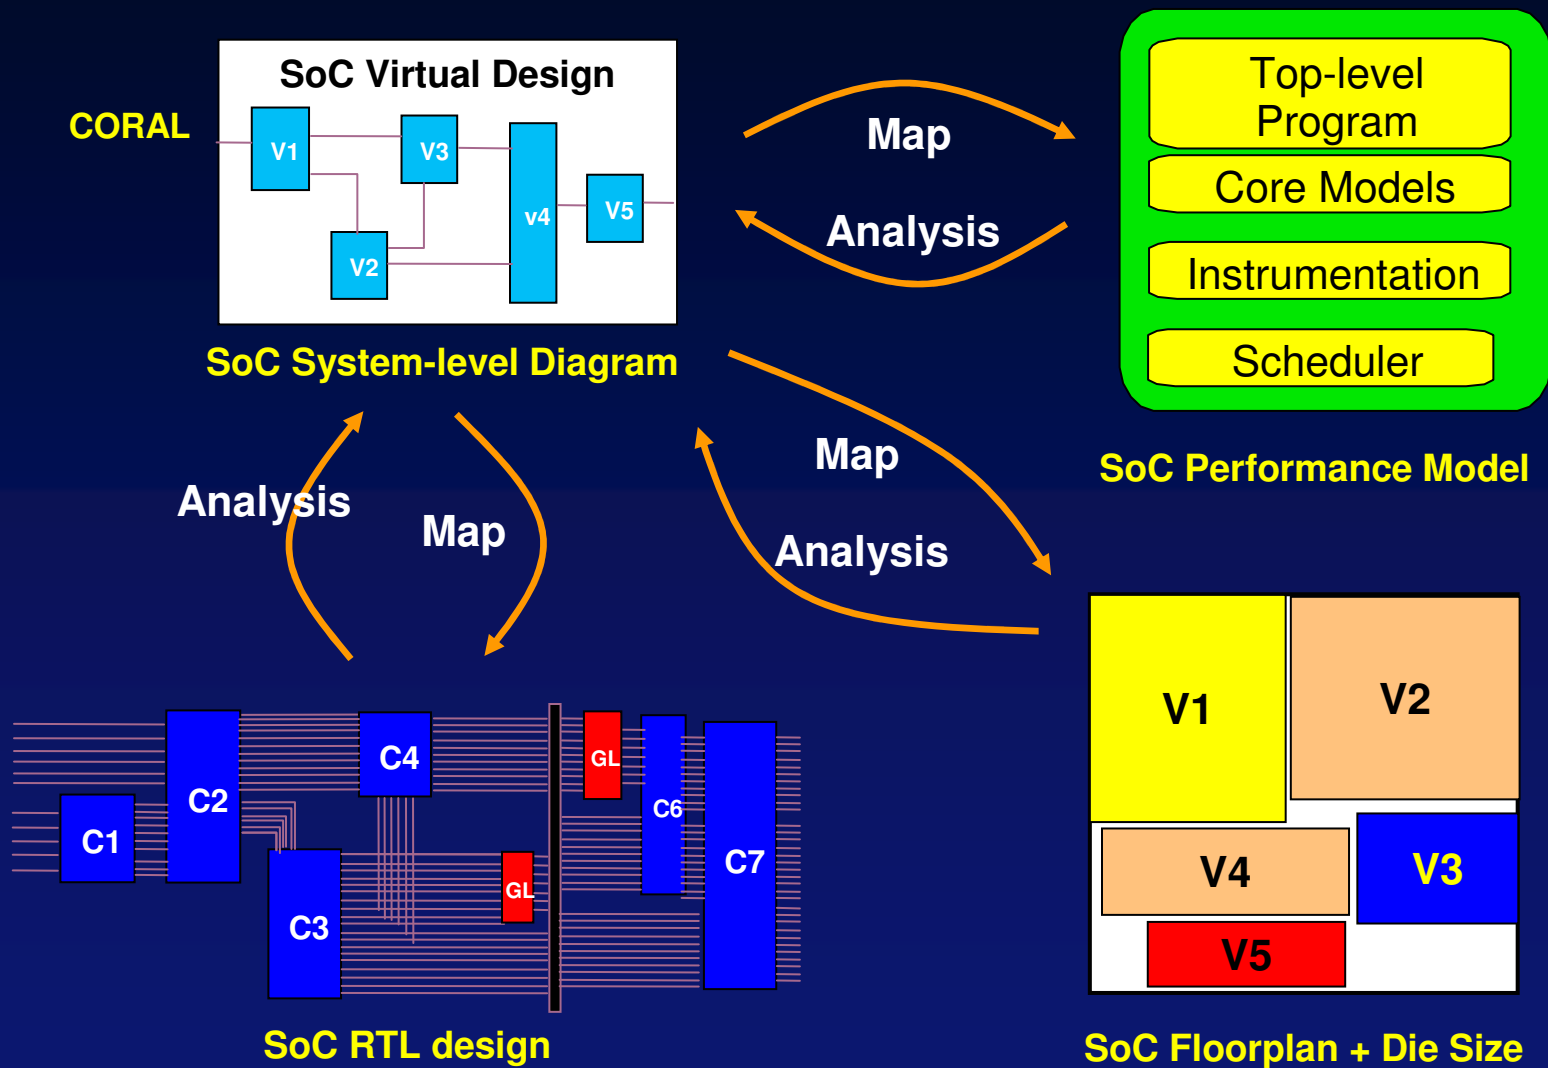 SoC Virtual Design
CORAL
V1
V3
v4
V5
V2
SoC System-level Diagram
Map
Analysis
Top-level
Program
Core Models
Instrumentation
Scheduler
SoC Performance Model
Analysis
Map
Map
Analysis
C1
C2
C4
C3
GL
GL
C6
C7
SoC RTL design
V1
V2
V4
V3
V5
SoC Floorplan + Die Size